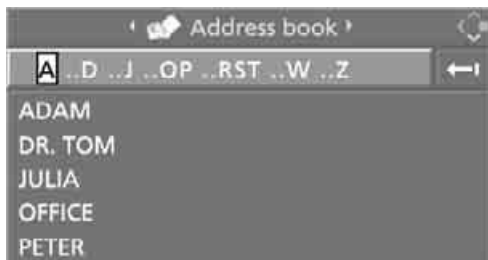 Address book
A ..D ..J ..OP ..RST ..W ..Z
ADAM
DR. TOM
JULIA
OFFICE
PETER